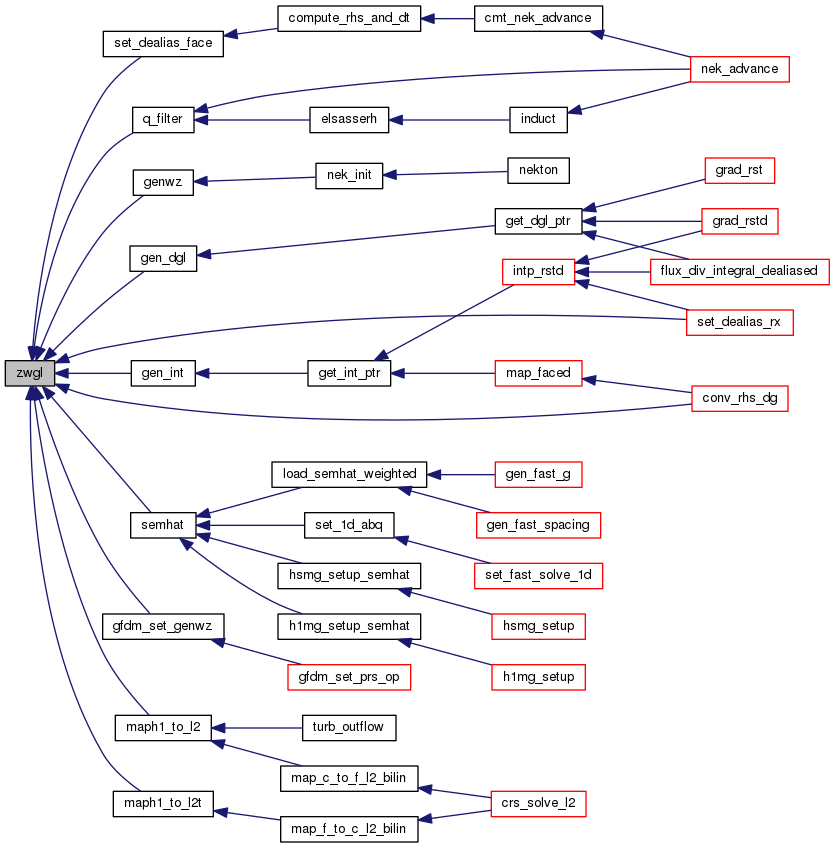 compute_rhs_and_dt
cmt_nek_advance
set_dealias_face
nek_advance
q_filter
elsasserh
induct
genwz
nek_init
nekton
grad_rst
get_dgl_ptr
grad_rstd
gen_dgl
intp_rstd
flux_div_integral_dealiased
set_dealias_rx
zwgl
gen_int
get_int_ptr
map_faced
conv_rhs_dg
load_semhat_weighted
gen_fast_g
semhat
set_1d_abq
gen_fast_spacing
hsmg_setup_semhat
set_fast_solve_1d
gfdm_set_genwz
h1mg_setup_semhat
hsmg_setup
gfdm_set_prs_op
h1mg_setup
maph1_to_l2
turb_outflow
map_c_to_f_l2_bilin
maph1_to_l2t
crs_solve_l2
map_f_to_c_l2_bilin